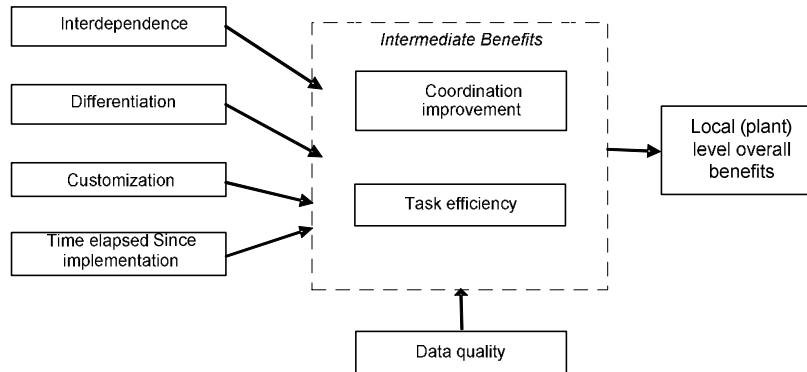 Interdependence
Differentiation
Customization
Time elapsed Since
implementation
Intermediate Benefits
Coordination
improvement
Task efficiency
Data quality
Local (plant)
level overall
benefits